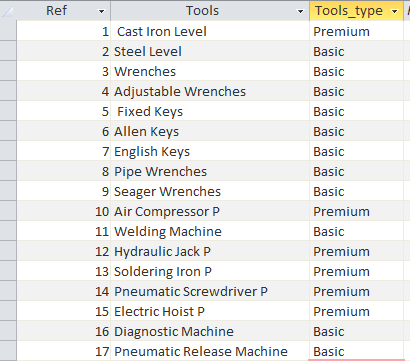 Ref Tools Tools_type
1 Cast Iron Level Premium
2 Steel Level Basic
3 Wrenches Basic
4 Adjustable Wrenches Basic
5 Fixed Keys Basic
6 Allen Keys Basic
7 English Keys Basic
8 Pipe Wrenches Basic
9 Seager Wrenches Basic
10 Air Compressor P Premium
11 Welding Machine Basic
12 Hydraulic Jack P Premium
13 Soldering Iron P Premium
14 Pneumatic Screwdriver P Premium
15 Electric Hoist P Premium
16 Diagnostic Machine Basic
17 Pneumatic Release Machine Basic